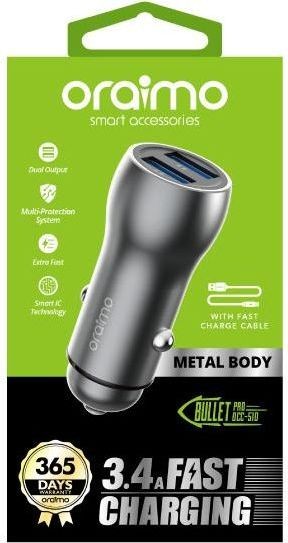 oraimo
smart accessories
Dual Output
Multi-Protection
System
Extra Fast
Smart IC
Technology
oraimo
WITH FAST
CHARGE CABLE
METAL BODY
BULLET PRO
OCC-51D
365
DAYS
WARRANTY
oraimo
3.4A FAST
CHARGING